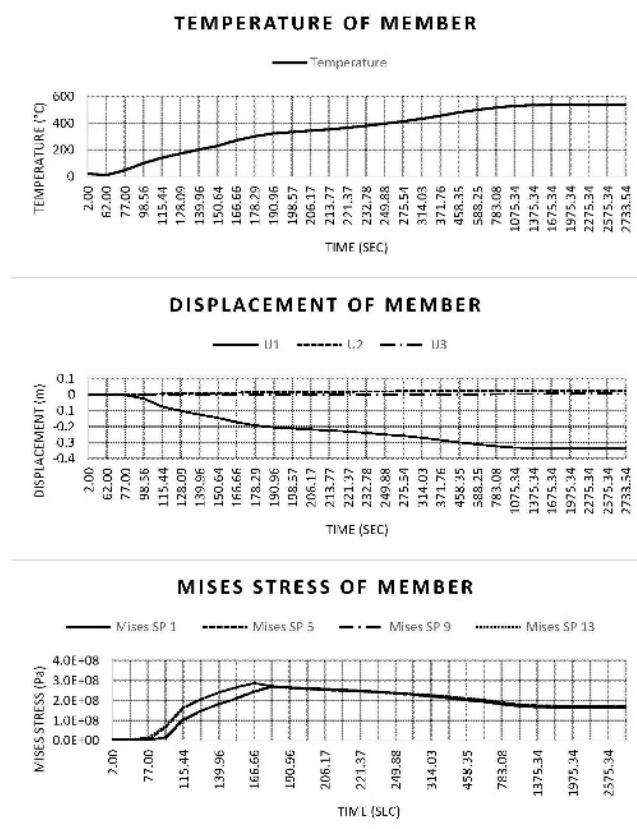 TEMPERATURE OF MEMBER
Temperature
TEMPERATURE (°C)
600
400
200
0
2.00 62.00 77.00 98.56 115.44 128.09 139.96 150.64 166.66 178.29 190.96 198.57 206.17 213.77 221.37 232.78 249.88 275.54 314.03 371.76 458.35 588.25 783.08 1075.34 1375.34 1675.34 1975.34 2275.34 2575.34 2733.54
TIME (SEC)
DISPLACEMENT OF MEMBER
U1 U2 U3
DISPLACEMENT (m)
0.1
0
0.1
-0.2
-0.3
-0.4
2.00 62.00 77.00 98.56 115.44 128.09 139.96 150.64 166.66 178.29 190.96 198.57 206.17 213.77 221.37 232.78 249.88 275.54 314.03 371.76 458.35 588.25 783.08 1075.34 1375.34 1675.34 1975.34 2275.34 2575.34 2733.54
TIME (SEC)
MISES STRESS OF MEMBER
Mises SP 1 Mises SP 5 Mises SP 9 Mises SP 13
MISES STRESS (Pa)
4.0E+08
3.0E+08
2.0E+08
1.0E+08
0.0E+00
2.00 77.00 115.44 139.96 166.66 190.96 206.17 221.37 249.88 314.03 458.35 783.08 1375.34 1975.34 2575.34
TIME (SEC)